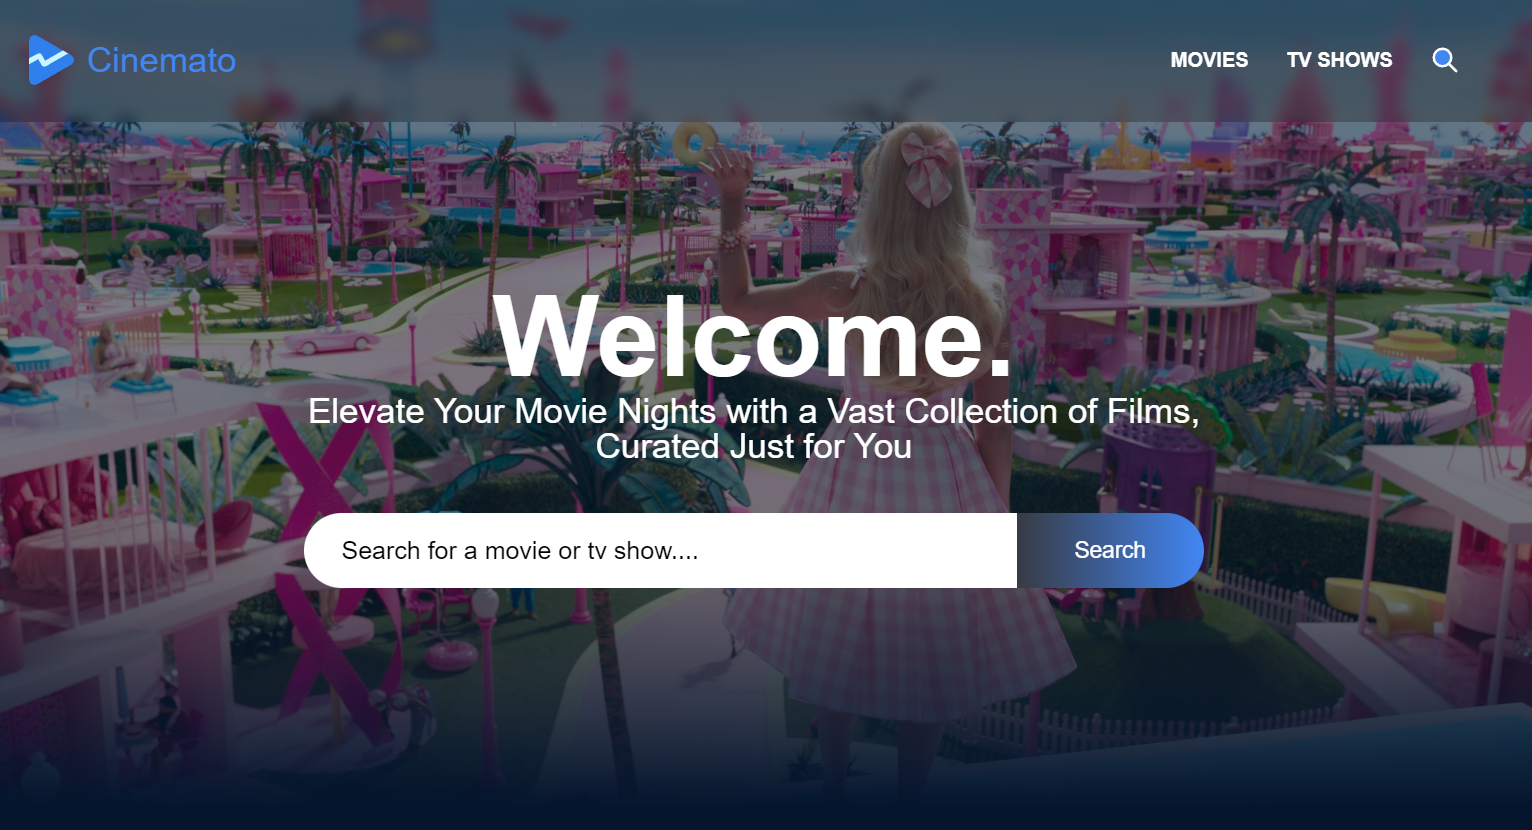 Cinemato
MOVIES
TV SHOWS
Welcome.
Elevate Your Movie Nights with a Vast Collection of Films,
Curated Just for You
Search for a movie or tv show....
Search